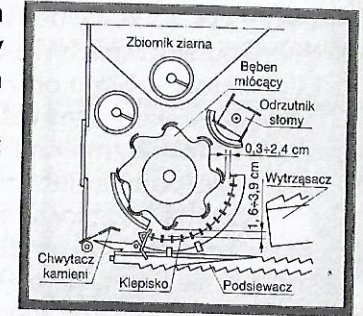 Zbiornik ziarna
Bęben
młócący
Odrzutnik
słomy
0,3÷2,4 cm
1,6÷3,9 cm
Wytrząsacz
Chwytacz
kamieni
Klepisko
Podsiewacz